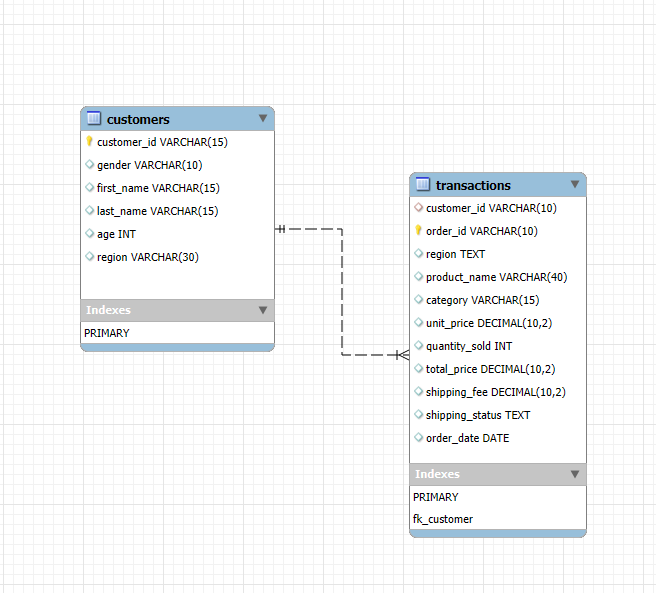 customers
customer_id VARCHAR(15)
gender VARCHAR(10)
first_name VARCHAR(15)
last_name VARCHAR(15)
age INT
region VARCHAR(30)
Indexes
PRIMARY
transactions
customer_id VARCHAR(10)
order_id VARCHAR(10)
region TEXT
product_name VARCHAR(40)
category VARCHAR(15)
unit_price DECIMAL(10,2)
quantity_sold INT
total_price DECIMAL(10,2)
shipping_fee DECIMAL(10,2)
shipping_status TEXT
order_date DATE
Indexes
PRIMARY
fk_customer